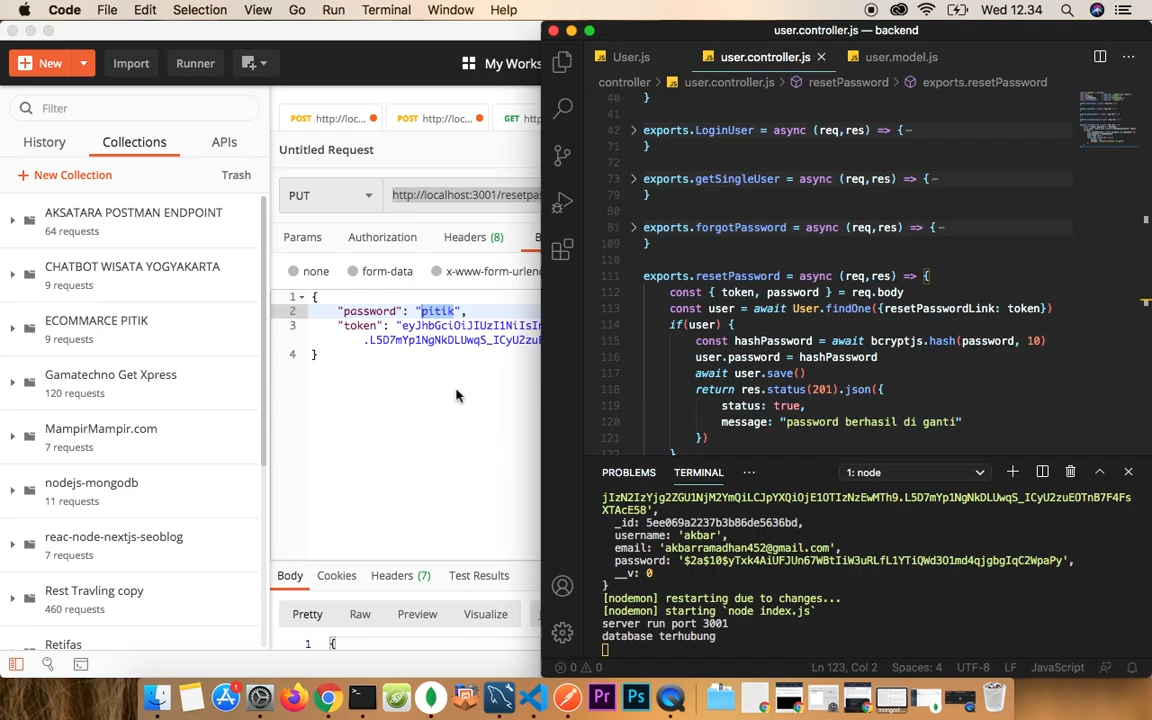 Code File Edit Selection View Go Run Terminal Window Help Wed 12.34
New Import Runner My Works
Filter
History Collections APIs
+ New Collection Trash
AKSATARA POSTMAN ENDPOINT
64 requests
CHATBOT WISATA YOGYAKARTA
9 requests
ECOMMARCE PITIK
9 requests
Gamatechno Get Xpress
120 requests
MampirMampir.com
7 requests
nodejs-mongodb
11 requests
reac-node-nextjs-seoblog
7 requests
Rest Travling copy
460 requests
Retifas
POST http://loc... POST http://loc... GET http
Untitled Request
PUT http://localhost:3001/resetpas
Params Authorization Headers (8) B
none form-data x-www-form-urlenc
1 {
2 "password": "pitik",
3 "token": "eyJhbGciOiJIUzI1NiIsIn
.L5D7mYp1NgNkDLUwqS_ICyU2zuE
4 }
Body Cookies Headers (7) Test Results
Pretty Raw Preview Visualize
1 {
user.controller.js — backend
JS User.js JS user.controller.js JS user.model.js
controller > JS user.controller.js > resetPassword > exports.resetPassword
40 }
41
42 exports.LoginUser = async (req,res) => {
71 }
72
73 exports.getSingleUser = async (req,res) => {
79 }
80
81 exports.forgotPassword = async (req,res) => {
109 }
110
111 exports.resetPassword = async (req,res) => {
112 const { token, password } = req.body
113 const user = await User.findOne({resetPasswordLink: token})
114 if(user) {
115 const hashPassword = await bcryptjs.hash(password, 10)
116 user.password = hashPassword
117 await user.save()
118 return res.status(201).json({
119 status: true,
120 message: "password berhasil di ganti"
121 })
122 }
PROBLEMS TERMINAL ··· 1: node
jIzN2IzYjg2ZGU1NjM2YmQiLCJpYXQiOjE1OTIzNzEwMTh9.L5D7mYp1NgNkDLUwqS_ICyU2zuEOTnB7F4Fs
XTAcE58',
_id: 5ee069a2237b3b86de5636bd,
username: 'akbar',
email: 'akbarramadhan452@gmail.com',
password: '$2a$10$yTxk4AiUFJUn67WBtIiW3uRLfL1YTiQWd3O1md4qjgbgIqC2WpaPy',
__v: 0
}
[nodemon] restarting due to changes...
[nodemon] starting `node index.js`
server run port 3001
database terhubung
0 0 Ln 123, Col 2 Spaces: 4 UTF-8 LF JavaScript